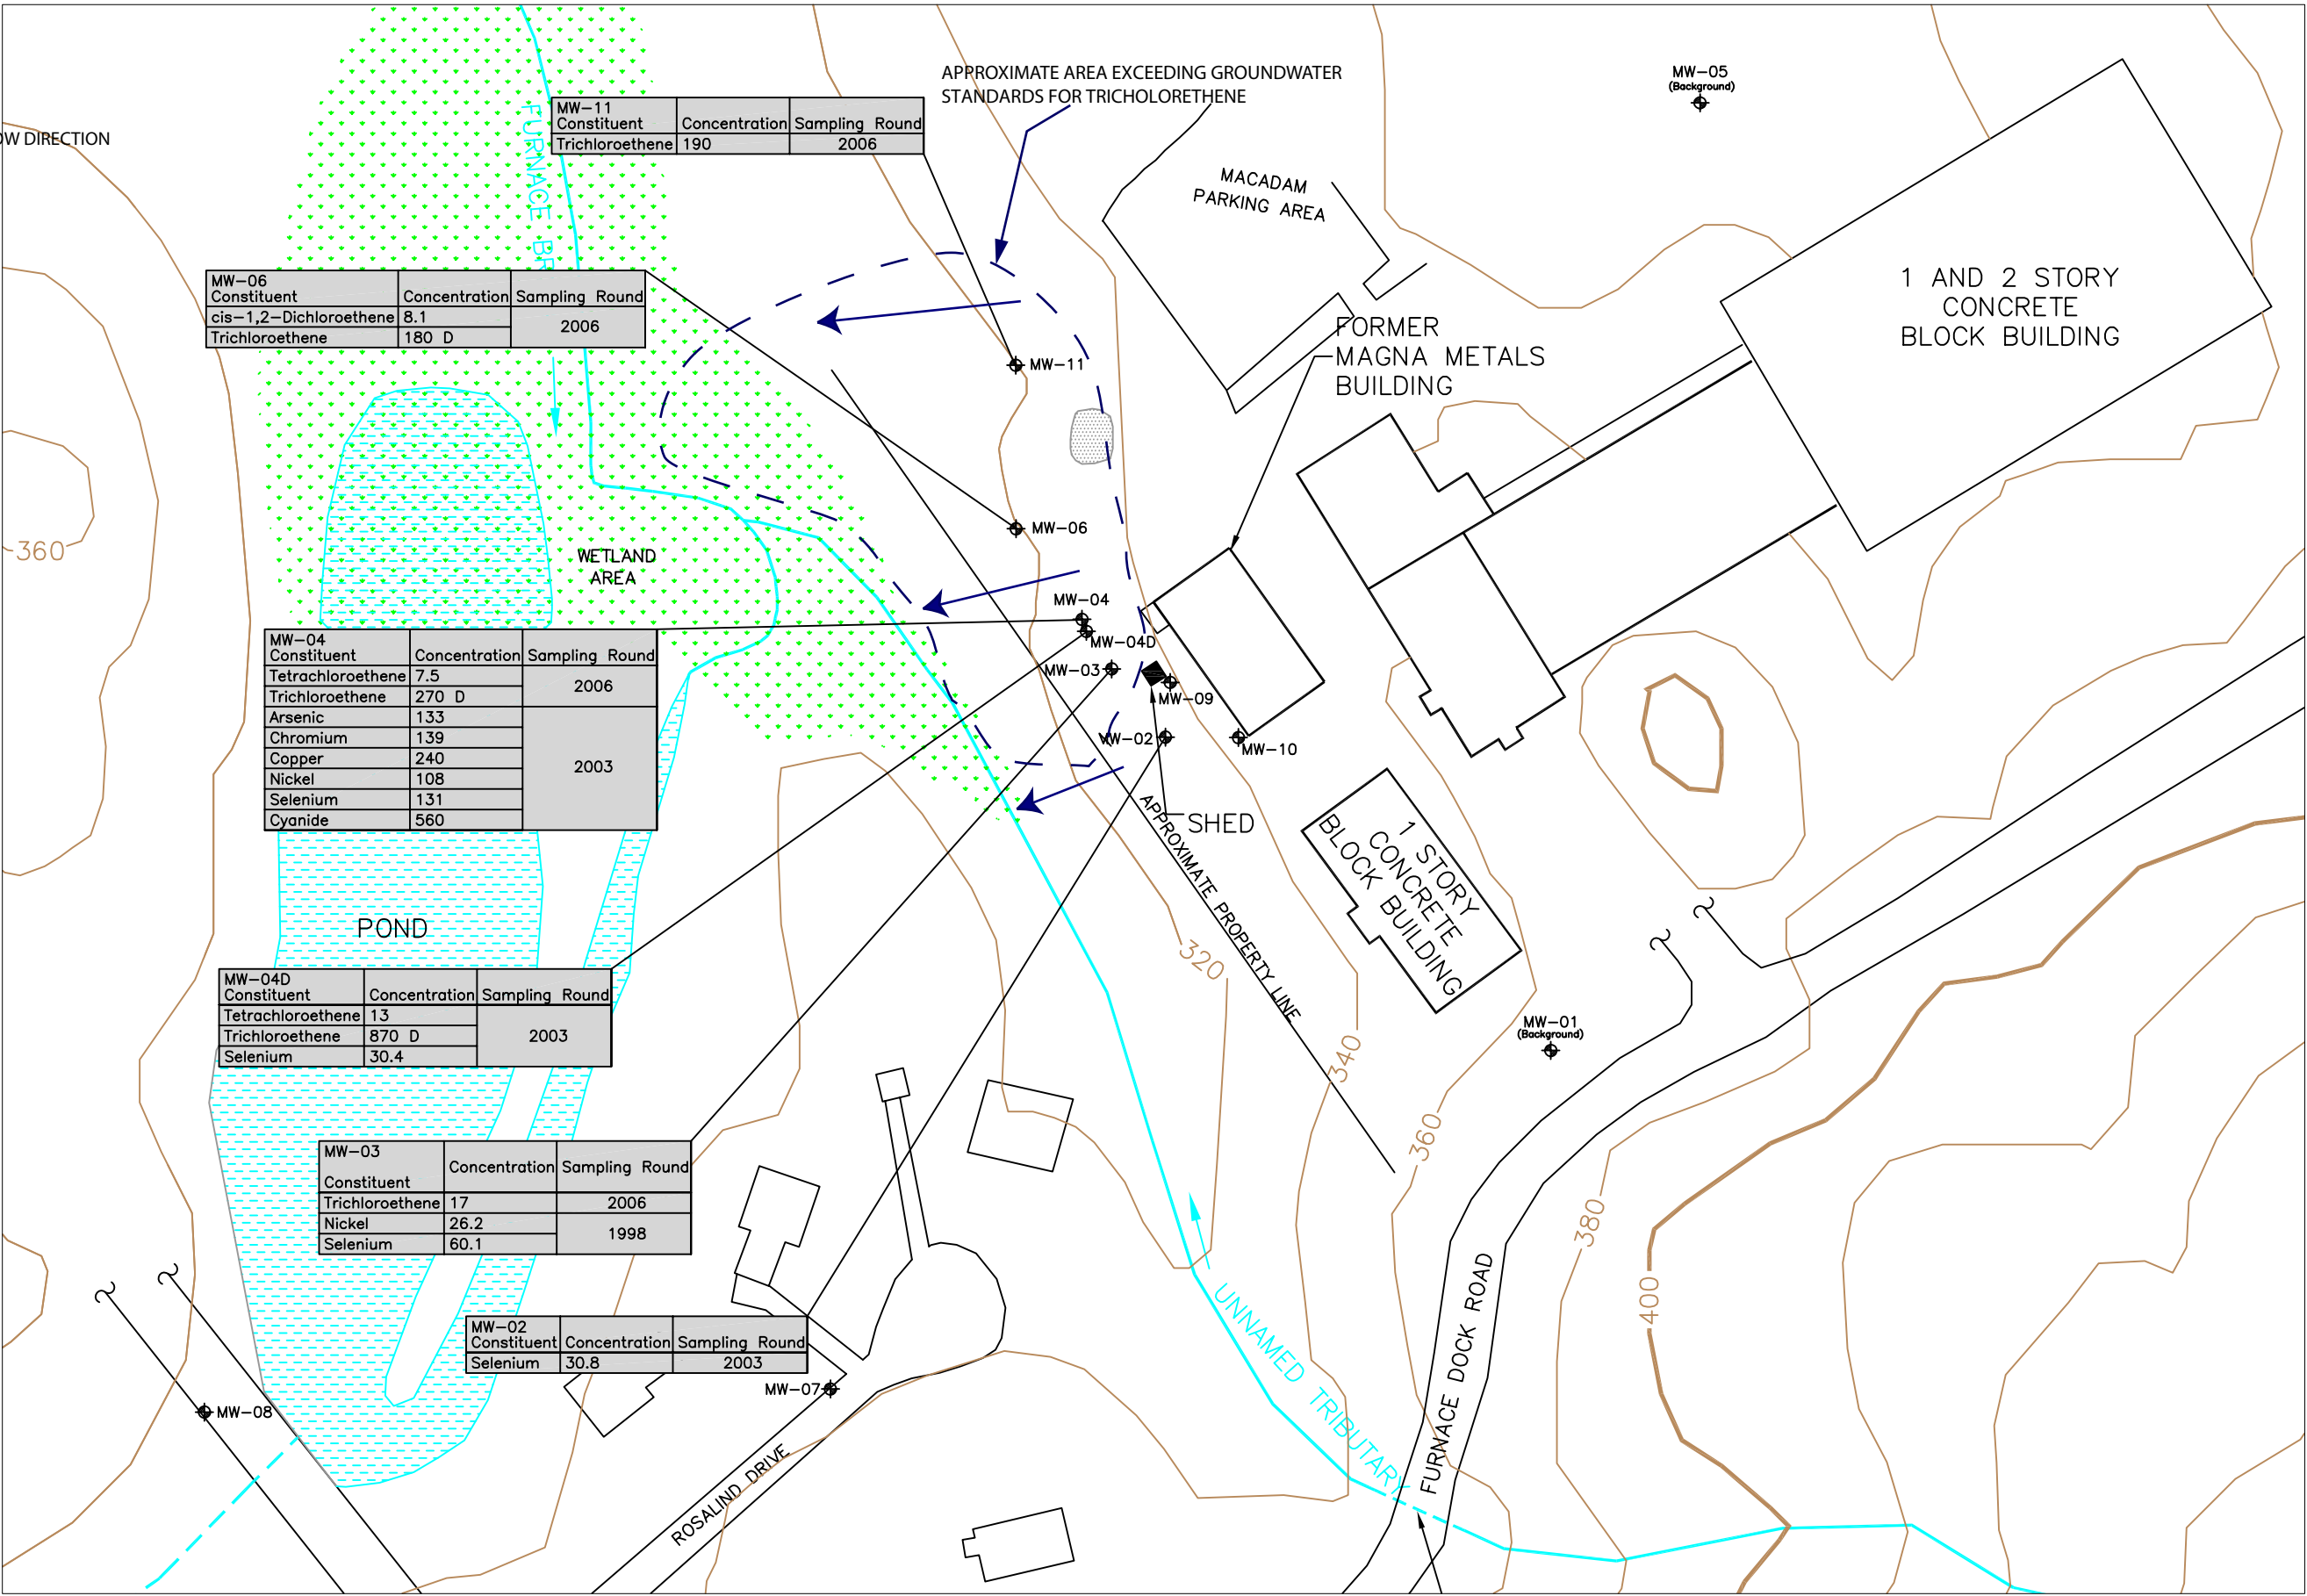 OW DIRECTION
APPROXIMATE AREA EXCEEDING GROUNDWATER
STANDARDS FOR TRICHOLORETHENE
MW-05
(Background)
MW-11
Constituent Concentration Sampling Round
Trichloroethene 190 2006
FURNACE BR
MACADAM
PARKING AREA
1 AND 2 STORY
CONCRETE
BLOCK BUILDING
MW-06
Constituent Concentration Sampling Round
cis-1,2-Dichloroethene 8.1 2006
Trichloroethene 180 D
FORMER
MAGNA METALS
BUILDING
MW-11
MW-06
360
WETLAND
AREA
MW-04
MW-04D
MW-03
MW-09
MW-02
MW-10
MW-04
Constituent Concentration Sampling Round
Tetrachloroethene 7.5 2006
Trichloroethene 270 D
Arsenic 133 2003
Chromium 139
Copper 240
Nickel 108
Selenium 131
Cyanide 560
SHED
1 STORY
CONCRETE
BLOCK BUILDING
APPROXIMATE PROPERTY LINE
POND
320
MW-04D
Constituent Concentration Sampling Round
Tetrachloroethene 13 2003
Trichloroethene 870 D
Selenium 30.4
MW-01
(Background)
340
360
380
400
MW-03
Constituent Concentration Sampling Round
Trichloroethene 17 2006
Nickel 26.2 1998
Selenium 60.1
MW-02
Constituent Concentration Sampling Round
Selenium 30.8 2003
MW-07
MW-08
UNNAMED TRIBUTARY
FURNACE DOCK ROAD
ROSALIND DRIVE